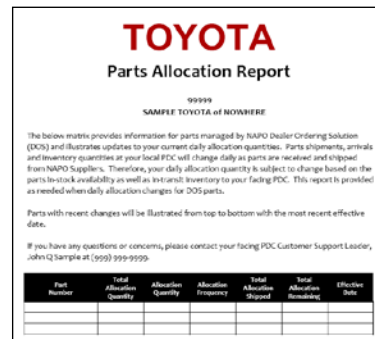 TOYOTA
Parts Allocation Report
99999
SAMPLE TOYOTA of NOWHERE
The below matrix provides information for parts managed by NAPO Dealer Ordering Solution
(DOS) and illustrates updates to your current daily allocation quantities. Parts shipments, arrivals
and inventory quantities at your local PDC will change daily as parts are received and shipped
from NAPO Suppliers. Therefore, your daily allocation quantity is subject to change based on the
parts in-stock availability as well as in-transit inventory to your facing PDC. This report is provided
as needed when daily allocation changes for DOS parts.
Parts with recent changes will be illustrated from top to bottom with the most recent effective
date.
If you have any questions or concerns, please contact your facing PDC Customer Support Leader,
John Q Sample at (999) 999-9999.
Part Number Total Allocation Quantity Allocation Quantity Allocation Frequency Total Allocation Shipped Total Allocation Remaining Effective Date